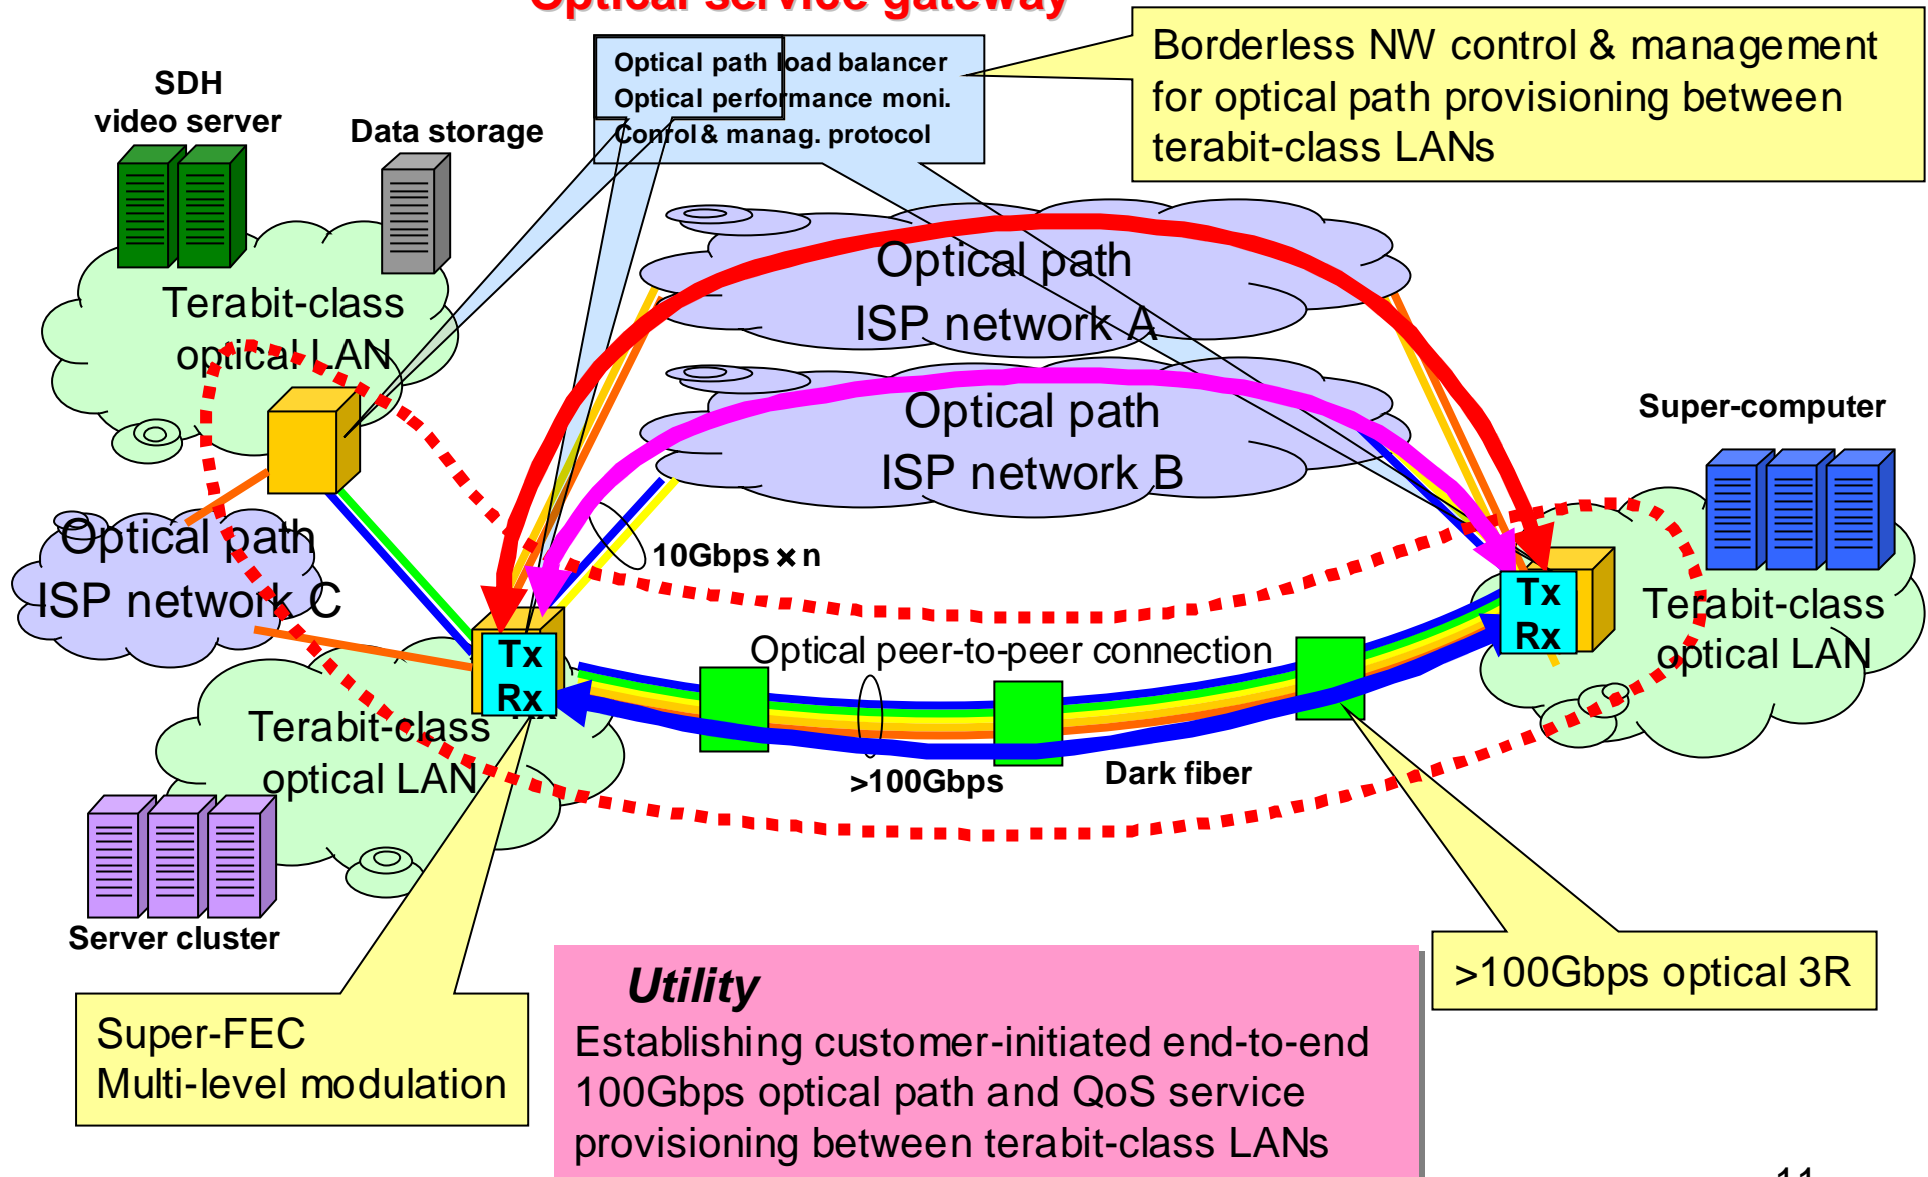 Optical service gateway
Optical path load balancer
Optical performance moni.
Conrol & manag. protocol
Borderless NW control & management
for optical path provisioning between
terabit-class LANs
SDH
video server
Data storage
Terabit-class
optical LAN
Optical path
ISP network A
Optical path
ISP network B
Super-computer
Optical path
ISP network C
10Gbps × n
Tx
Rx
Tx
Rx
Terabit-class
optical LAN
Optical peer-to-peer connection
Terabit-class
optical LAN
>100Gbps
Dark fiber
Server cluster
>100Gbps optical 3R
Super-FEC
Multi-level modulation
Utility
Establishing customer-initiated end-to-end
100Gbps optical path and QoS service
provisioning between terabit-class LANs
11